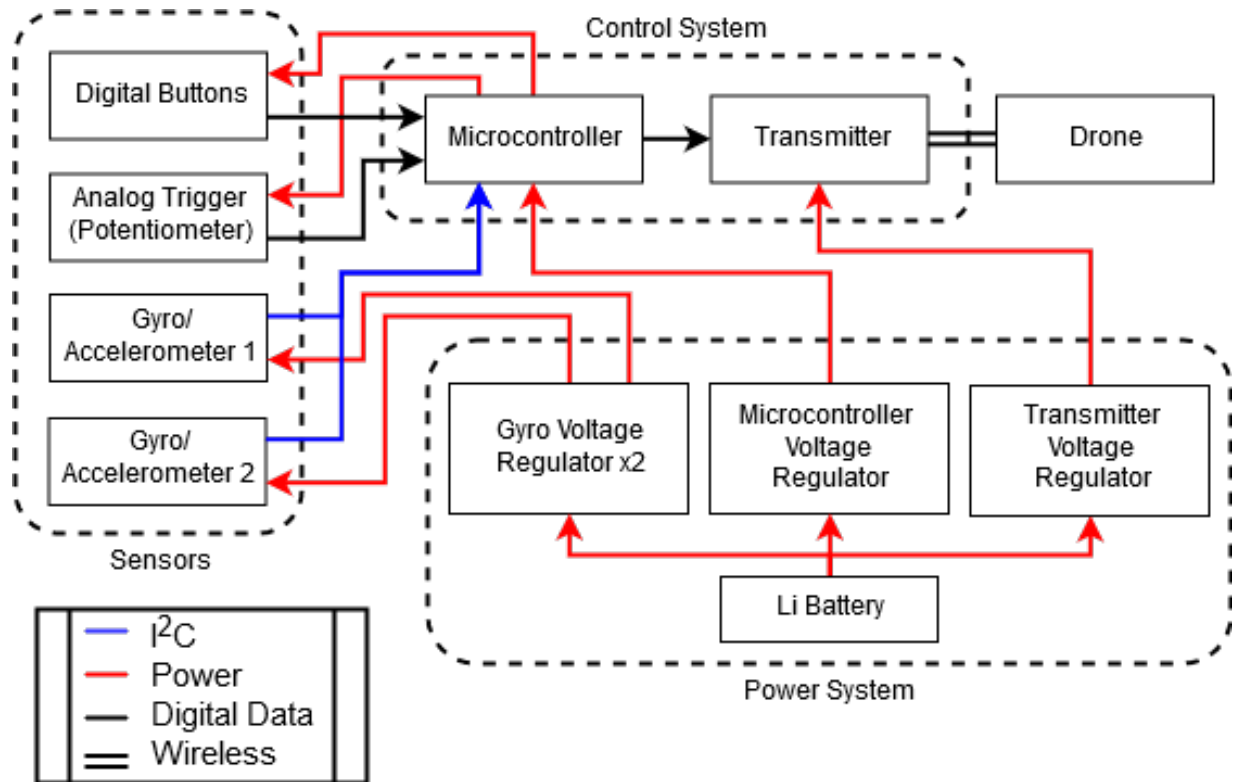 Control System
Digital Buttons
Microcontroller
Transmitter
Drone
Analog Trigger
(Potentiometer)
Gyro/
Accelerometer 1
Gyro/
Accelerometer 2
Sensors
Gyro Voltage
Regulator x2
Microcontroller
Voltage
Regulator
Transmitter
Voltage
Regulator
Li Battery
Power System
I²C
Power
Digital Data
Wireless